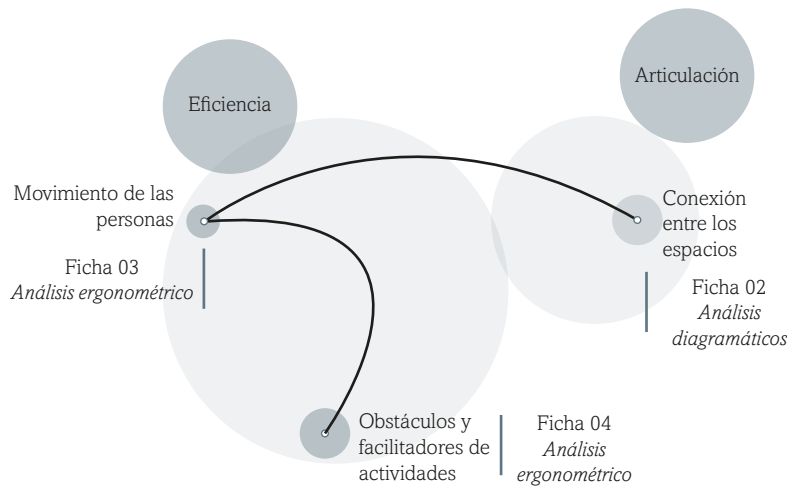 Eficiencia
Articulación
Movimiento de las
personas
Ficha 03
Análisis ergonométrico
Conexión
entre los
espacios
Ficha 02
Análisis
diagramáticos
Obstáculos y
facilitadores de
actividades
Ficha 04
Análisis
ergonométrico